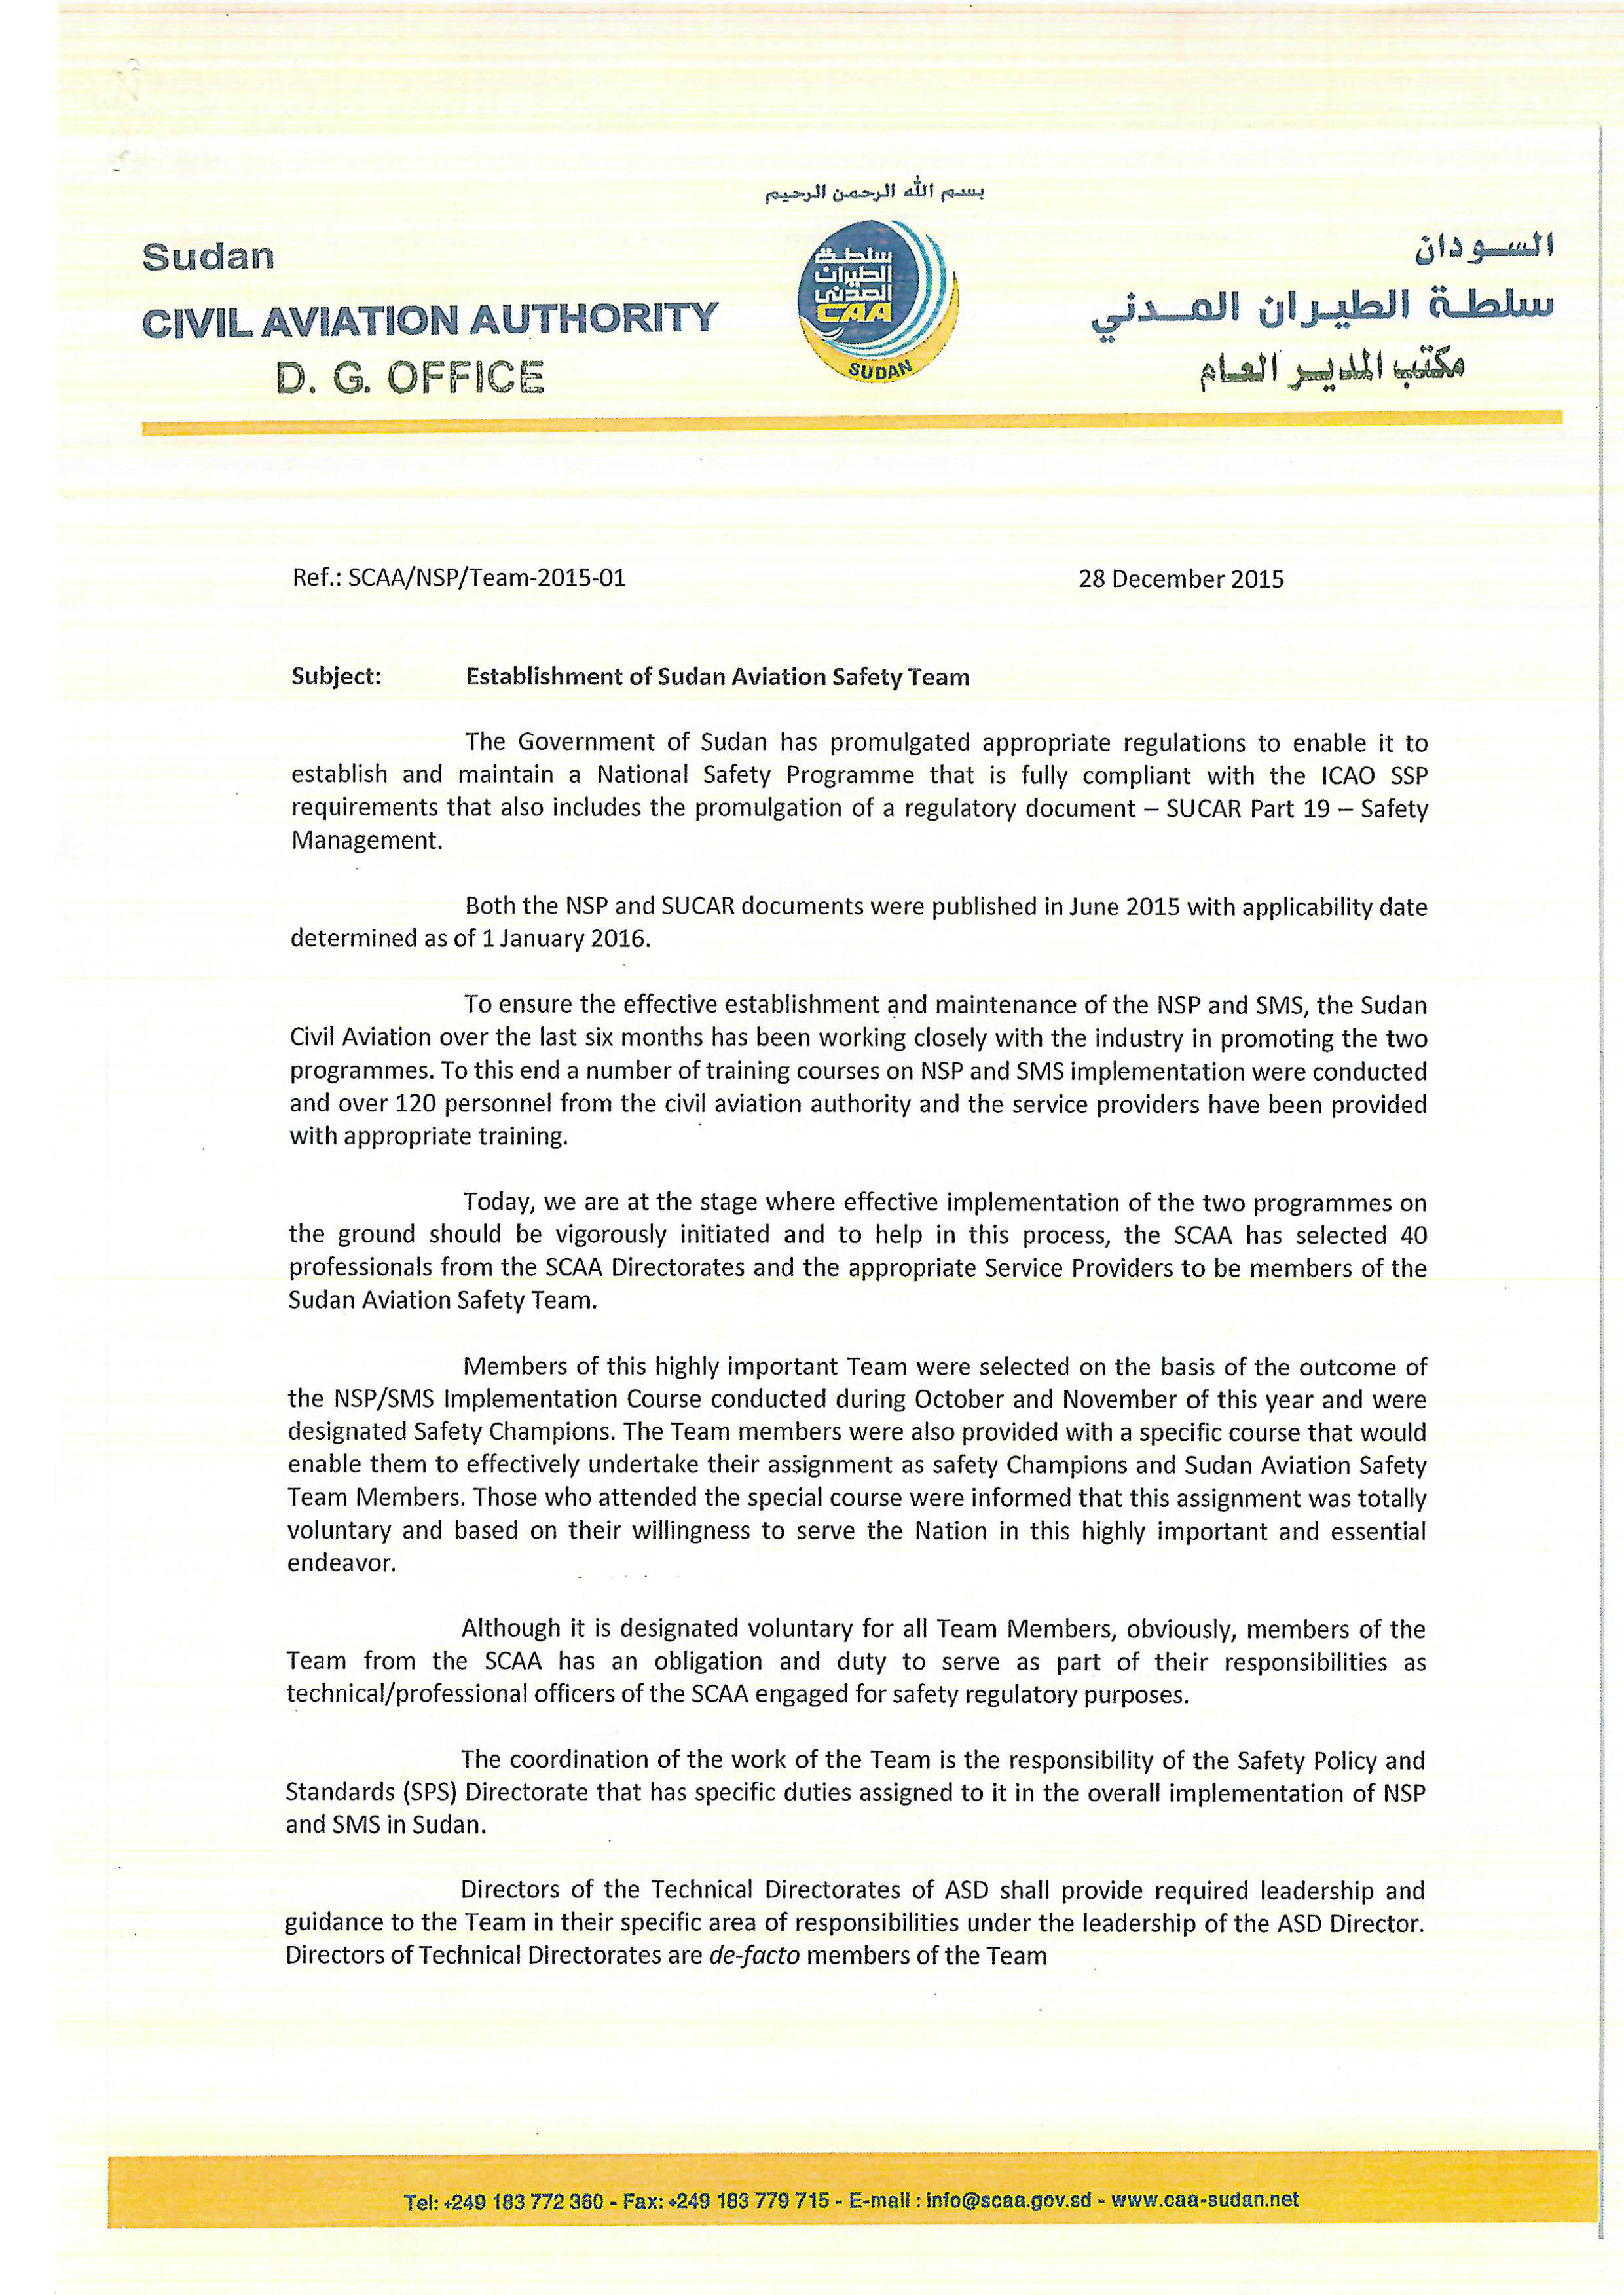 بسم الله الرحمن الرحيم
Sudan
CIVIL AVIATION AUTHORITY
D. G. OFFICE
سلطة
الطيران
المدني
CAA
SUDAN
السودان
سلطة الطيران المدني
مكتب المدير العام
Ref.: SCAA/NSP/Team-2015-01
28 December 2015
Subject: Establishment of Sudan Aviation Safety Team
The Government of Sudan has promulgated appropriate regulations to enable it to
establish and maintain a National Safety Programme that is fully compliant with the ICAO SSP
requirements that also includes the promulgation of a regulatory document – SUCAR Part 19 – Safety
Management.
Both the NSP and SUCAR documents were published in June 2015 with applicability date
determined as of 1 January 2016.
To ensure the effective establishment and maintenance of the NSP and SMS, the Sudan
Civil Aviation over the last six months has been working closely with the industry in promoting the two
programmes. To this end a number of training courses on NSP and SMS implementation were conducted
and over 120 personnel from the civil aviation authority and the service providers have been provided
with appropriate training.
Today, we are at the stage where effective implementation of the two programmes on
the ground should be vigorously initiated and to help in this process, the SCAA has selected 40
professionals from the SCAA Directorates and the appropriate Service Providers to be members of the
Sudan Aviation Safety Team.
Members of this highly important Team were selected on the basis of the outcome of
the NSP/SMS Implementation Course conducted during October and November of this year and were
designated Safety Champions. The Team members were also provided with a specific course that would
enable them to effectively undertake their assignment as safety Champions and Sudan Aviation Safety
Team Members. Those who attended the special course were informed that this assignment was totally
voluntary and based on their willingness to serve the Nation in this highly important and essential
endeavor.
Although it is designated voluntary for all Team Members, obviously, members of the
Team from the SCAA has an obligation and duty to serve as part of their responsibilities as
technical/professional officers of the SCAA engaged for safety regulatory purposes.
The coordination of the work of the Team is the responsibility of the Safety Policy and
Standards (SPS) Directorate that has specific duties assigned to it in the overall implementation of NSP
and SMS in Sudan.
Directors of the Technical Directorates of ASD shall provide required leadership and
guidance to the Team in their specific area of responsibilities under the leadership of the ASD Director.
Directors of Technical Directorates are de-facto members of the Team
Tel: +249 183 772 360 - Fax: +249 183 779 715 - E-mail : info@scaa.gov.sd - www.caa-sudan.net